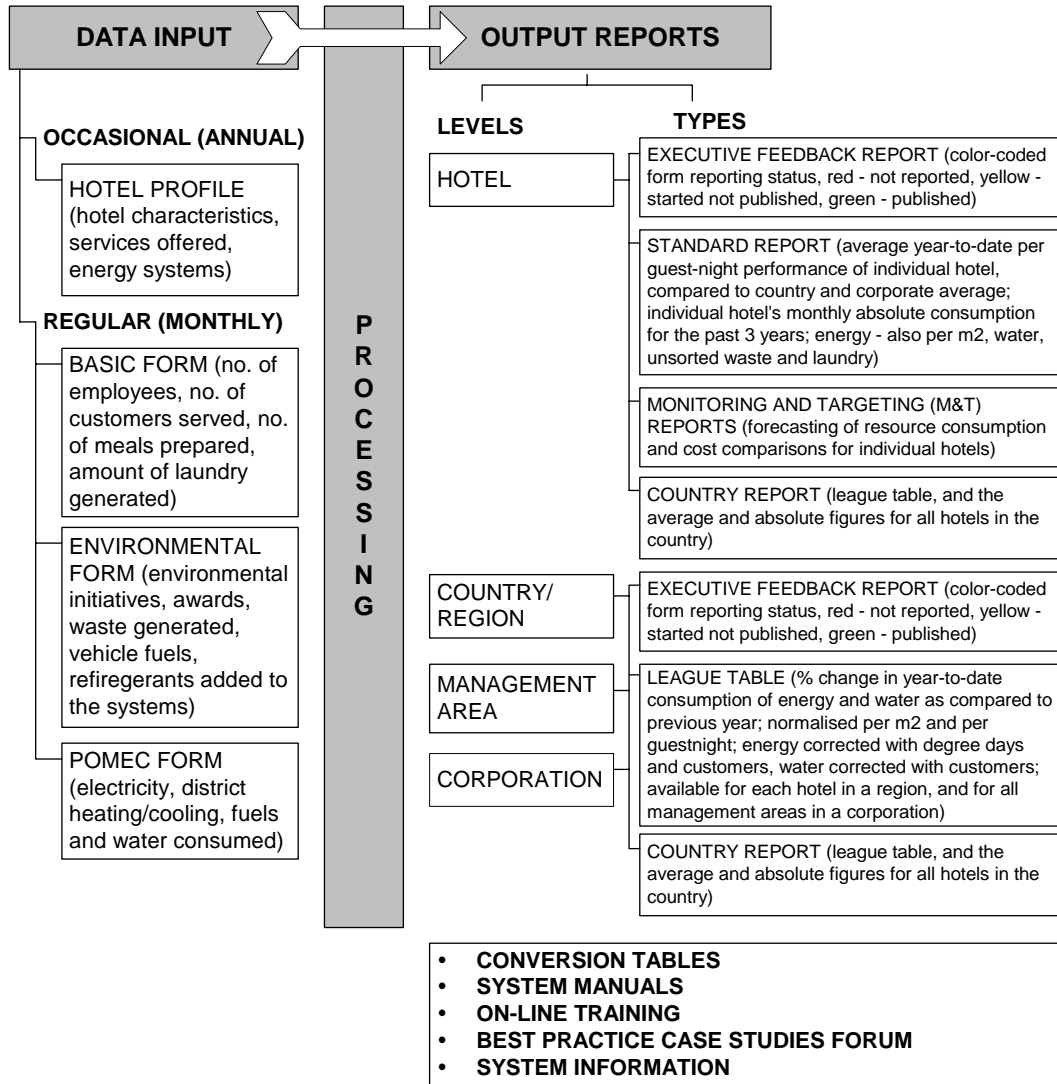 DATA INPUT
OUTPUT REPORTS
OCCASIONAL (ANNUAL)
HOTEL PROFILE
(hotel characteristics,
services offered,
energy systems)
REGULAR (MONTHLY)
BASIC FORM (no. of
employees, no. of
customers served, no.
of meals prepared,
amount of laundry
generated)
ENVIRONMENTAL
FORM (environmental
initiatives, awards,
waste generated,
vehicle fuels,
refiregerants added to
the systems)
POMEC FORM
(electricity, district
heating/cooling, fuels
and water consumed)
P
R
O
C
E
S
S
I
N
G
LEVELS
TYPES
HOTEL
EXECUTIVE FEEDBACK REPORT (color-coded
form reporting status, red - not reported, yellow -
started not published, green - published)
STANDARD REPORT (average year-to-date per
guest-night performance of individual hotel,
compared to country and corporate average;
individual hotel's monthly absolute consumption
for the past 3 years; energy - also per m2, water,
unsorted waste and laundry)
MONITORING AND TARGETING (M&T)
REPORTS (forecasting of resource consumption
and cost comparisons for individual hotels)
COUNTRY REPORT (league table, and the
average and absolute figures for all hotels in the
country)
COUNTRY/
REGION
MANAGEMENT
AREA
CORPORATION
EXECUTIVE FEEDBACK REPORT (color-coded
form reporting status, red - not reported, yellow -
started not published, green - published)
LEAGUE TABLE (% change in year-to-date
consumption of energy and water as compared to
previous year; normalised per m2 and per
guestnight; energy corrected with degree days
and customers, water corrected with customers;
available for each hotel in a region, and for all
management areas in a corporation)
COUNTRY REPORT (league table, and the
average and absolute figures for all hotels in the
country)
• CONVERSION TABLES
• SYSTEM MANUALS
• ON-LINE TRAINING
• BEST PRACTICE CASE STUDIES FORUM
• SYSTEM INFORMATION